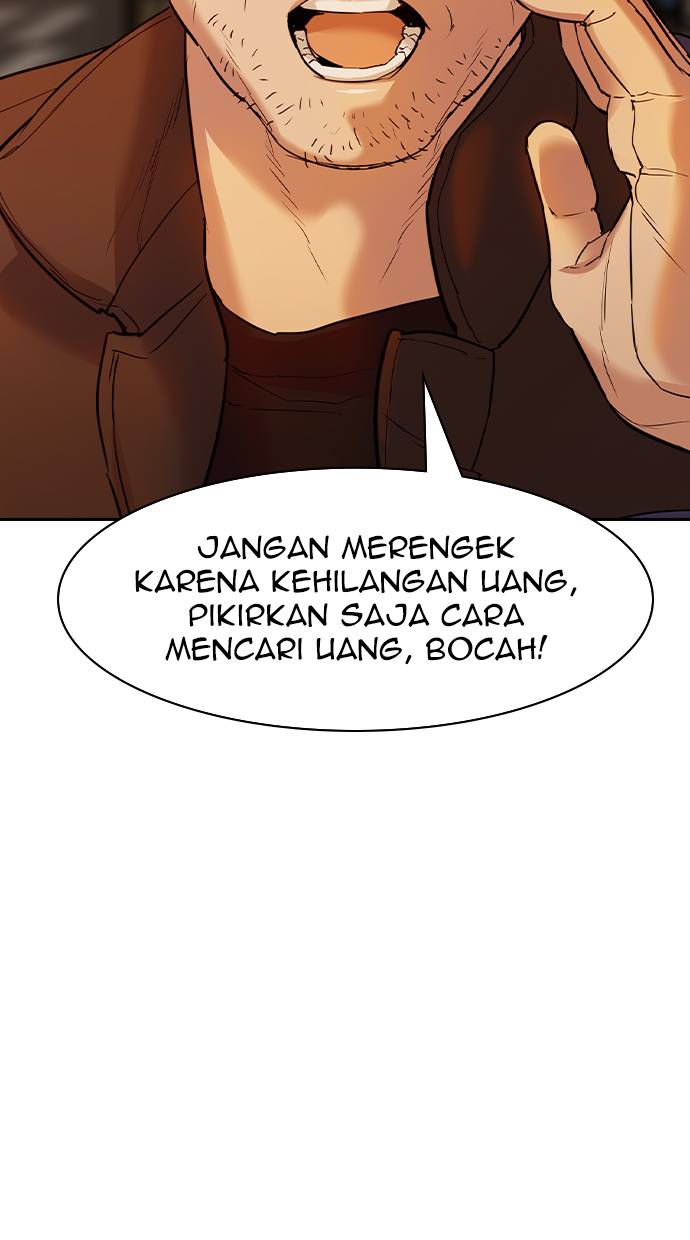 JANGAN MERENGEK
KARENA KEHILANGAN UANG,
PIKIRKAN SAJA CARA
MENCARI UANG, BOCAH!